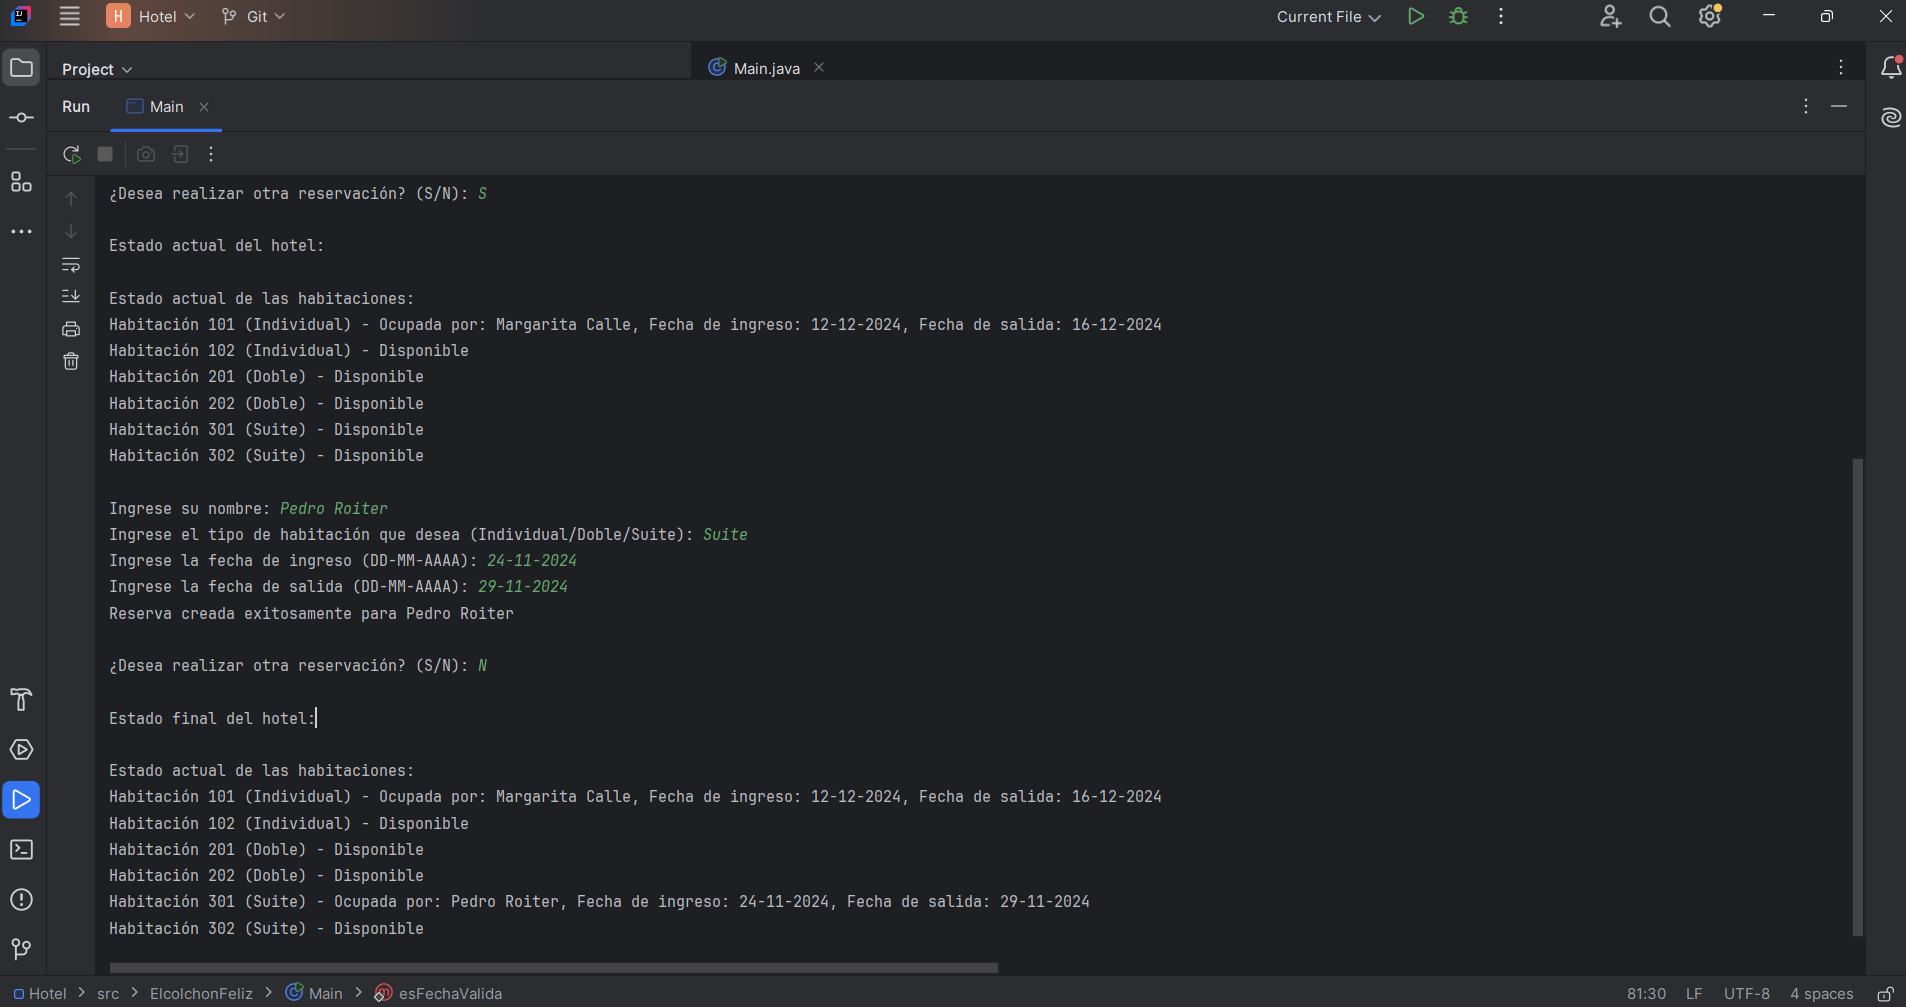 H Hotel Git Current File
Project Main.java
Run Main
¿Desea realizar otra reservación? (S/N): S
Estado actual del hotel:
Estado actual de las habitaciones:
Habitación 101 (Individual) - Ocupada por: Margarita Calle, Fecha de ingreso: 12-12-2024, Fecha de salida: 16-12-2024
Habitación 102 (Individual) - Disponible
Habitación 201 (Doble) - Disponible
Habitación 202 (Doble) - Disponible
Habitación 301 (Suite) - Disponible
Habitación 302 (Suite) - Disponible
Ingrese su nombre: Pedro Roiter
Ingrese el tipo de habitación que desea (Individual/Doble/Suite): Suite
Ingrese la fecha de ingreso (DD-MM-AAAA): 24-11-2024
Ingrese la fecha de salida (DD-MM-AAAA): 29-11-2024
Reserva creada exitosamente para Pedro Roiter
¿Desea realizar otra reservación? (S/N): N
Estado final del hotel:
Estado actual de las habitaciones:
Habitación 101 (Individual) - Ocupada por: Margarita Calle, Fecha de ingreso: 12-12-2024, Fecha de salida: 16-12-2024
Habitación 102 (Individual) - Disponible
Habitación 201 (Doble) - Disponible
Habitación 202 (Doble) - Disponible
Habitación 301 (Suite) - Ocupada por: Pedro Roiter, Fecha de ingreso: 24-11-2024, Fecha de salida: 29-11-2024
Habitación 302 (Suite) - Disponible
Hotel > src > ElcolchonFeliz > Main > esFechaValida 81:30 LF UTF-8 4 spaces